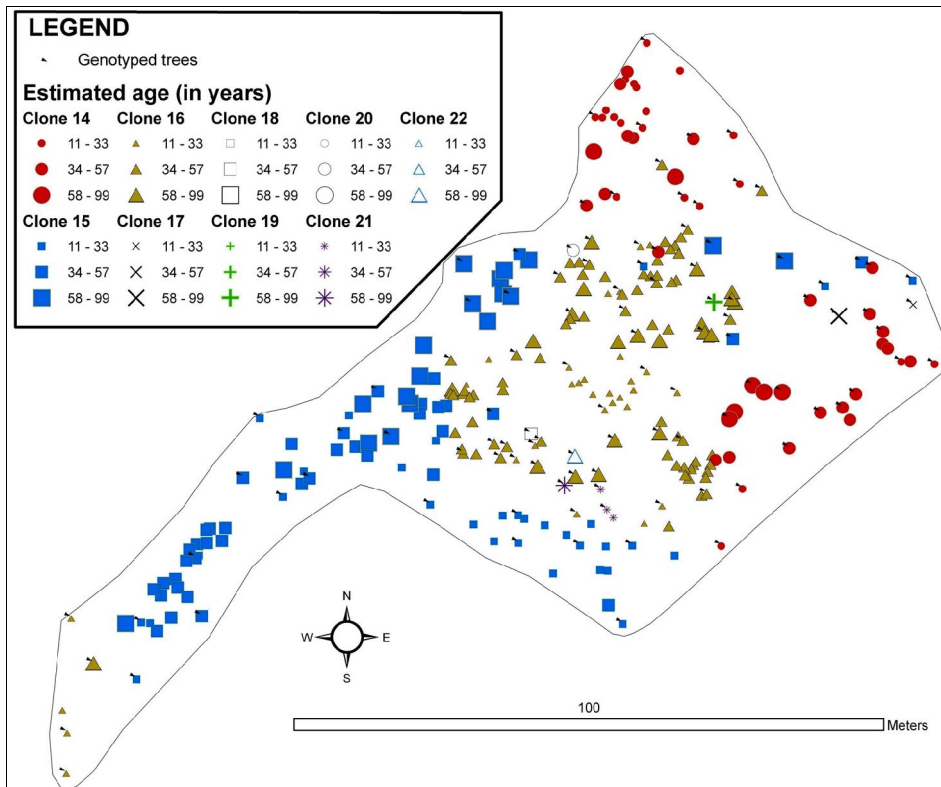 LEGEND
Genotyped trees
Estimated age (in years)
Clone 14 Clone 16 Clone 18 Clone 20 Clone 22
11 - 33 11 - 33 11 - 33 11 - 33 11 - 33
34 - 57 34 - 57 34 - 57 34 - 57 34 - 57
58 - 99 58 - 99 58 - 99 58 - 99 58 - 99
Clone 15 Clone 17 Clone 19 Clone 21
11 - 33 11 - 33 11 - 33 11 - 33
34 - 57 34 - 57 34 - 57 34 - 57
58 - 99 58 - 99 58 - 99 58 - 99
N
W E
S
100
Meters